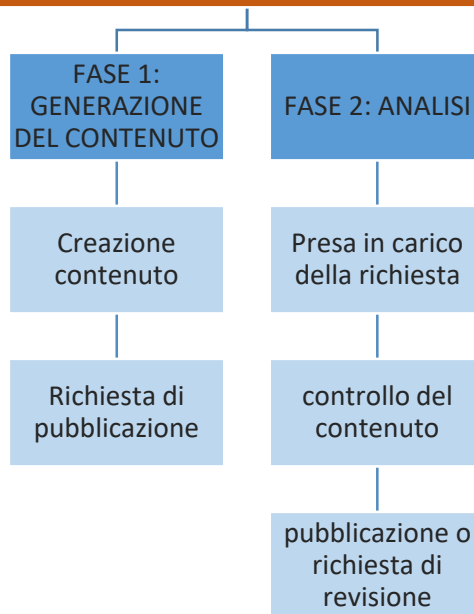 FASE 1:
GENERAZIONE
DEL CONTENUTO
Creazione
contenuto
Richiesta di
pubblicazione
FASE 2: ANALISI
Presa in carico
della richiesta
controllo del
contenuto
pubblicazione o
richiesta di
revisione